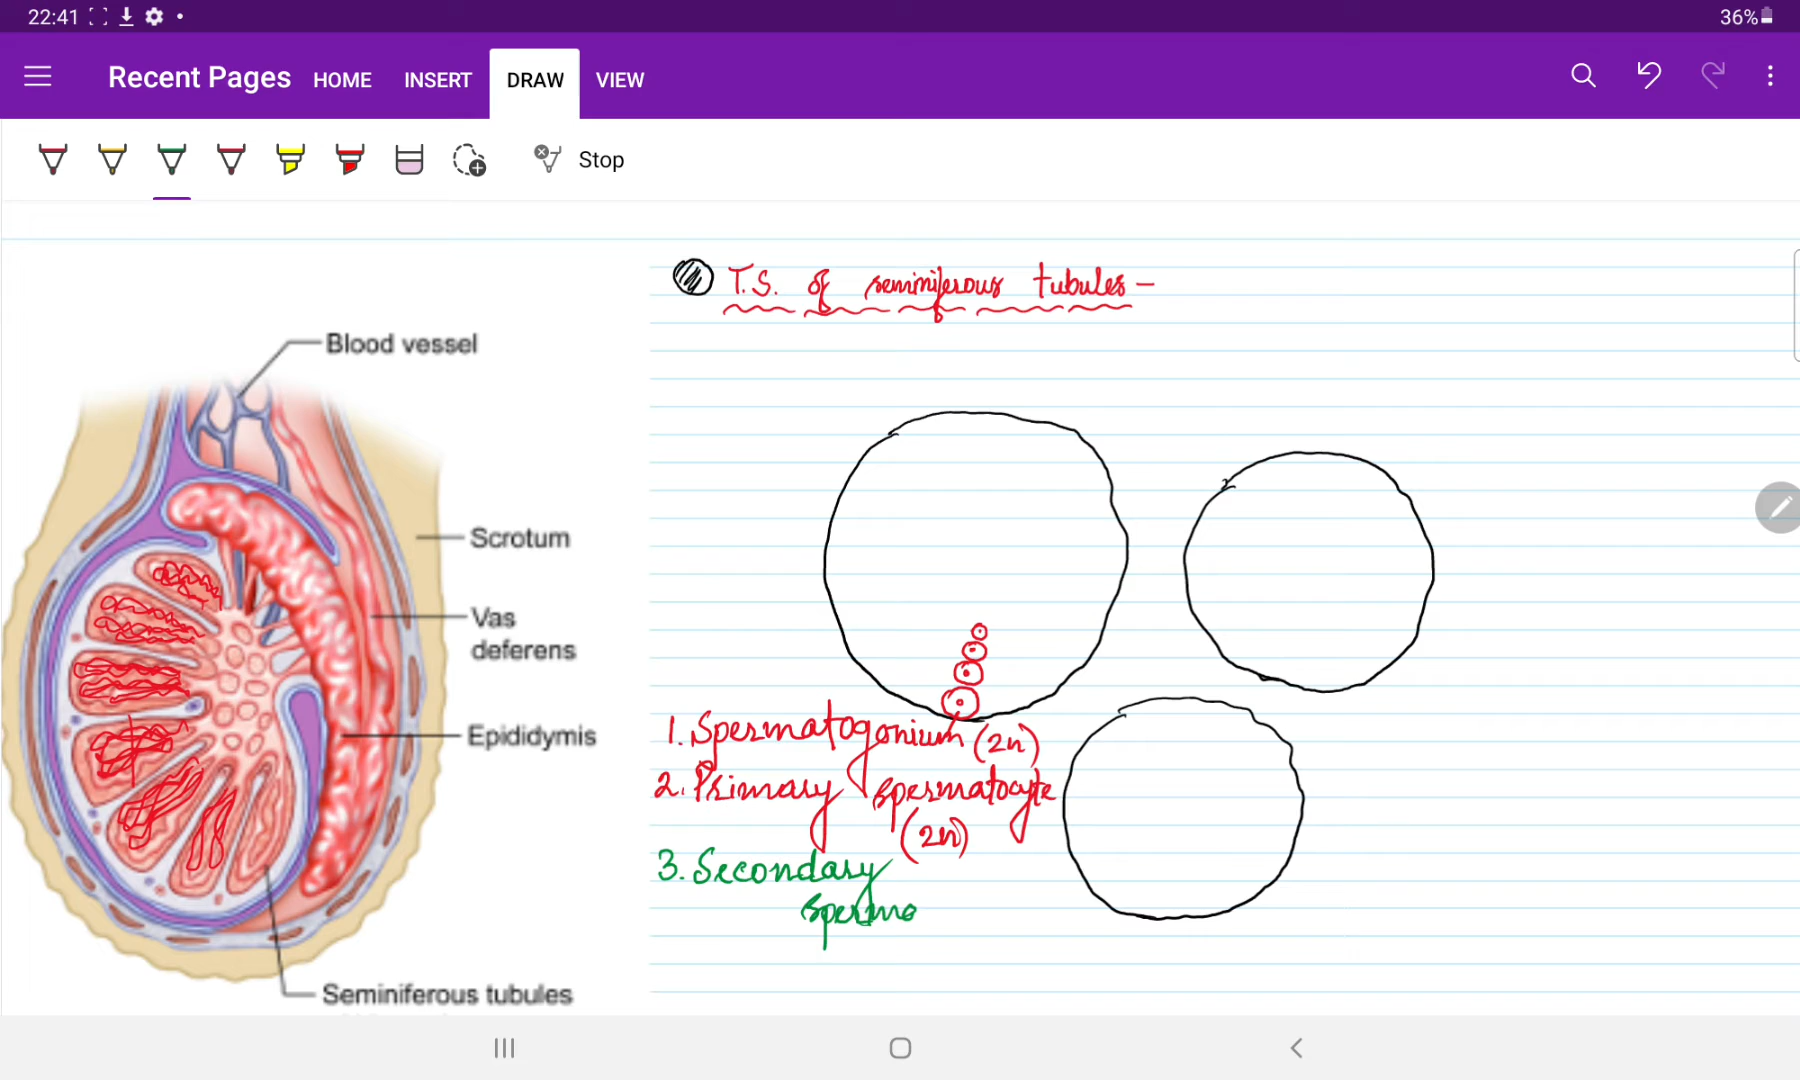 22:41
36%
Recent Pages HOME INSERT DRAW VIEW
Stop
T.S. of seminiferous tubules -
Blood vessel
Scrotum
Vas
deferens
Epididymis
Seminiferous tubules
1. Spermatogonium (2n)
2. Primary spermatocyte
(2n)
3. Secondary
Spermo